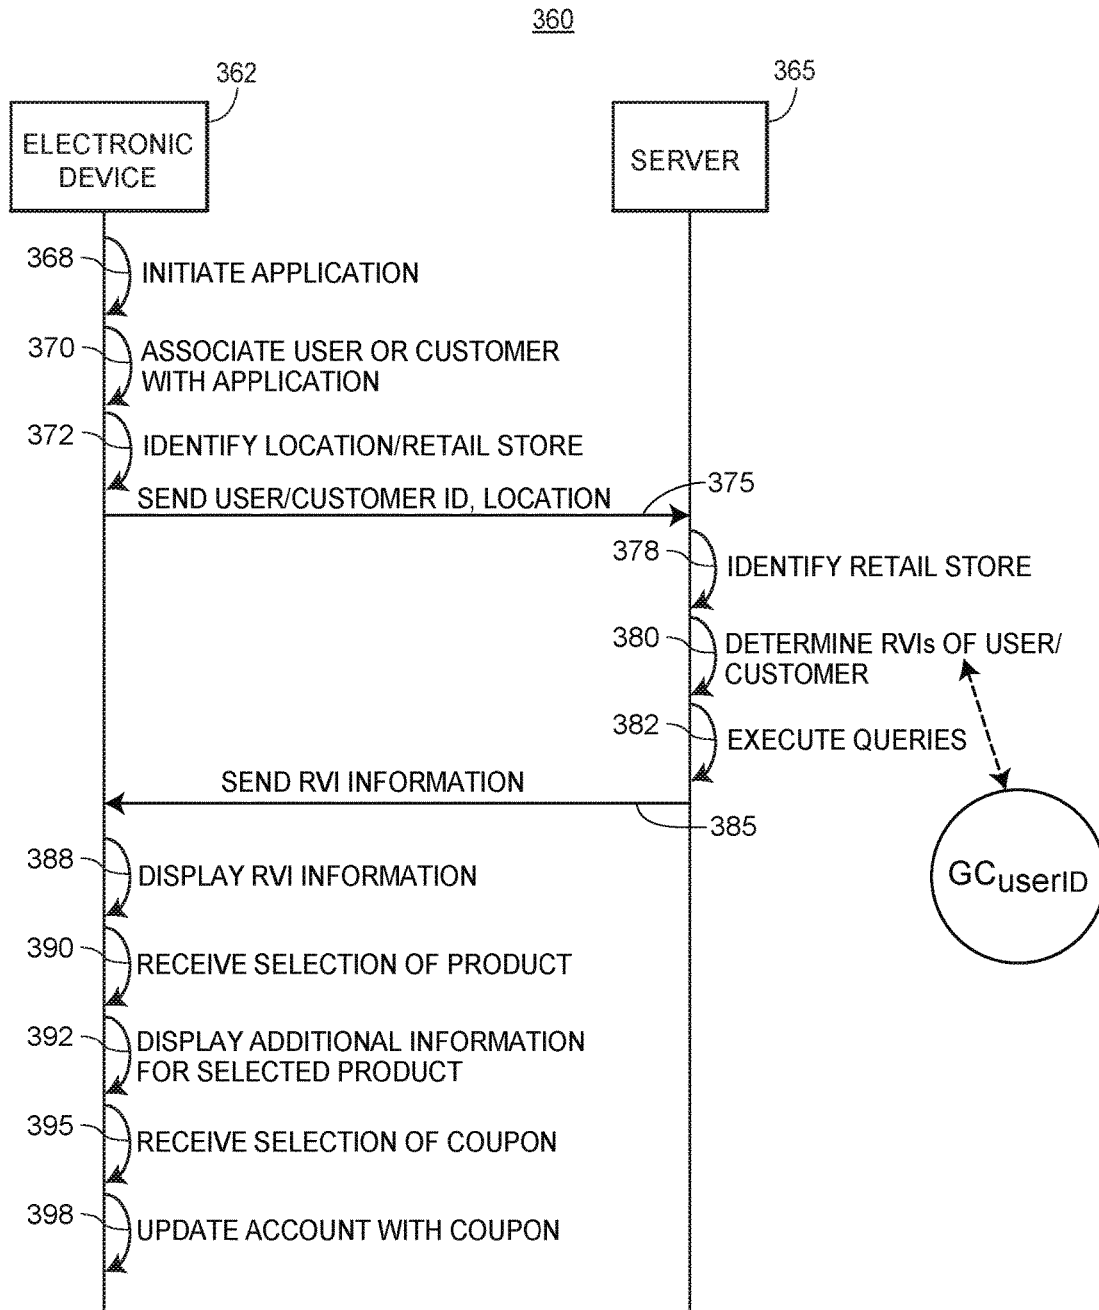 360
362
365
ELECTRONIC
DEVICE
SERVER
368
INITIATE APPLICATION
370
ASSOCIATE USER OR CUSTOMER
WITH APPLICATION
372
IDENTIFY LOCATION/RETAIL STORE
SEND USER/CUSTOMER ID, LOCATION
375
378
IDENTIFY RETAIL STORE
380
DETERMINE RVIs OF USER/
CUSTOMER
382
EXECUTE QUERIES
SEND RVI INFORMATION
385
GCuserID
388
DISPLAY RVI INFORMATION
390
RECEIVE SELECTION OF PRODUCT
392
DISPLAY ADDITIONAL INFORMATION
FOR SELECTED PRODUCT
395
RECEIVE SELECTION OF COUPON
398
UPDATE ACCOUNT WITH COUPON